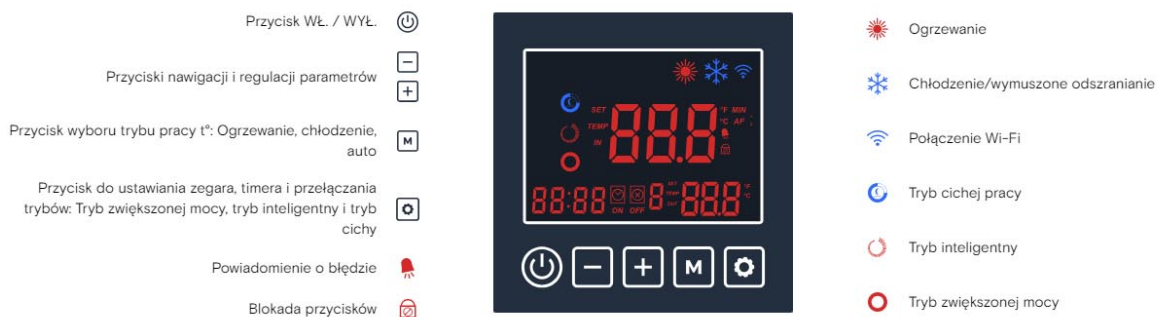 Przycisk WŁ. / WYŁ.
Przyciski nawigacji i regulacji parametrów
Przycisk wyboru trybu pracy t°: Ogrzewanie, chłodzenie,
auto
M
Przycisk do ustawiania zegara, timera i przełączania
trybów: Tryb zwiększonej mocy, tryb inteligentny i tryb
cichy
Powiadomienie o błędzie
Blokada przycisków
SET
TEMP
IN
88.8
°F MIN
°C AF
88:88
ON OFF
8
SET
TEMP
OUT
88.8
°F
°C
M
Ogrzewanie
Chłodzenie/wymuszone odszranianie
Połączenie Wi-Fi
Tryb cichej pracy
Tryb inteligentny
Tryb zwiększonej mocy